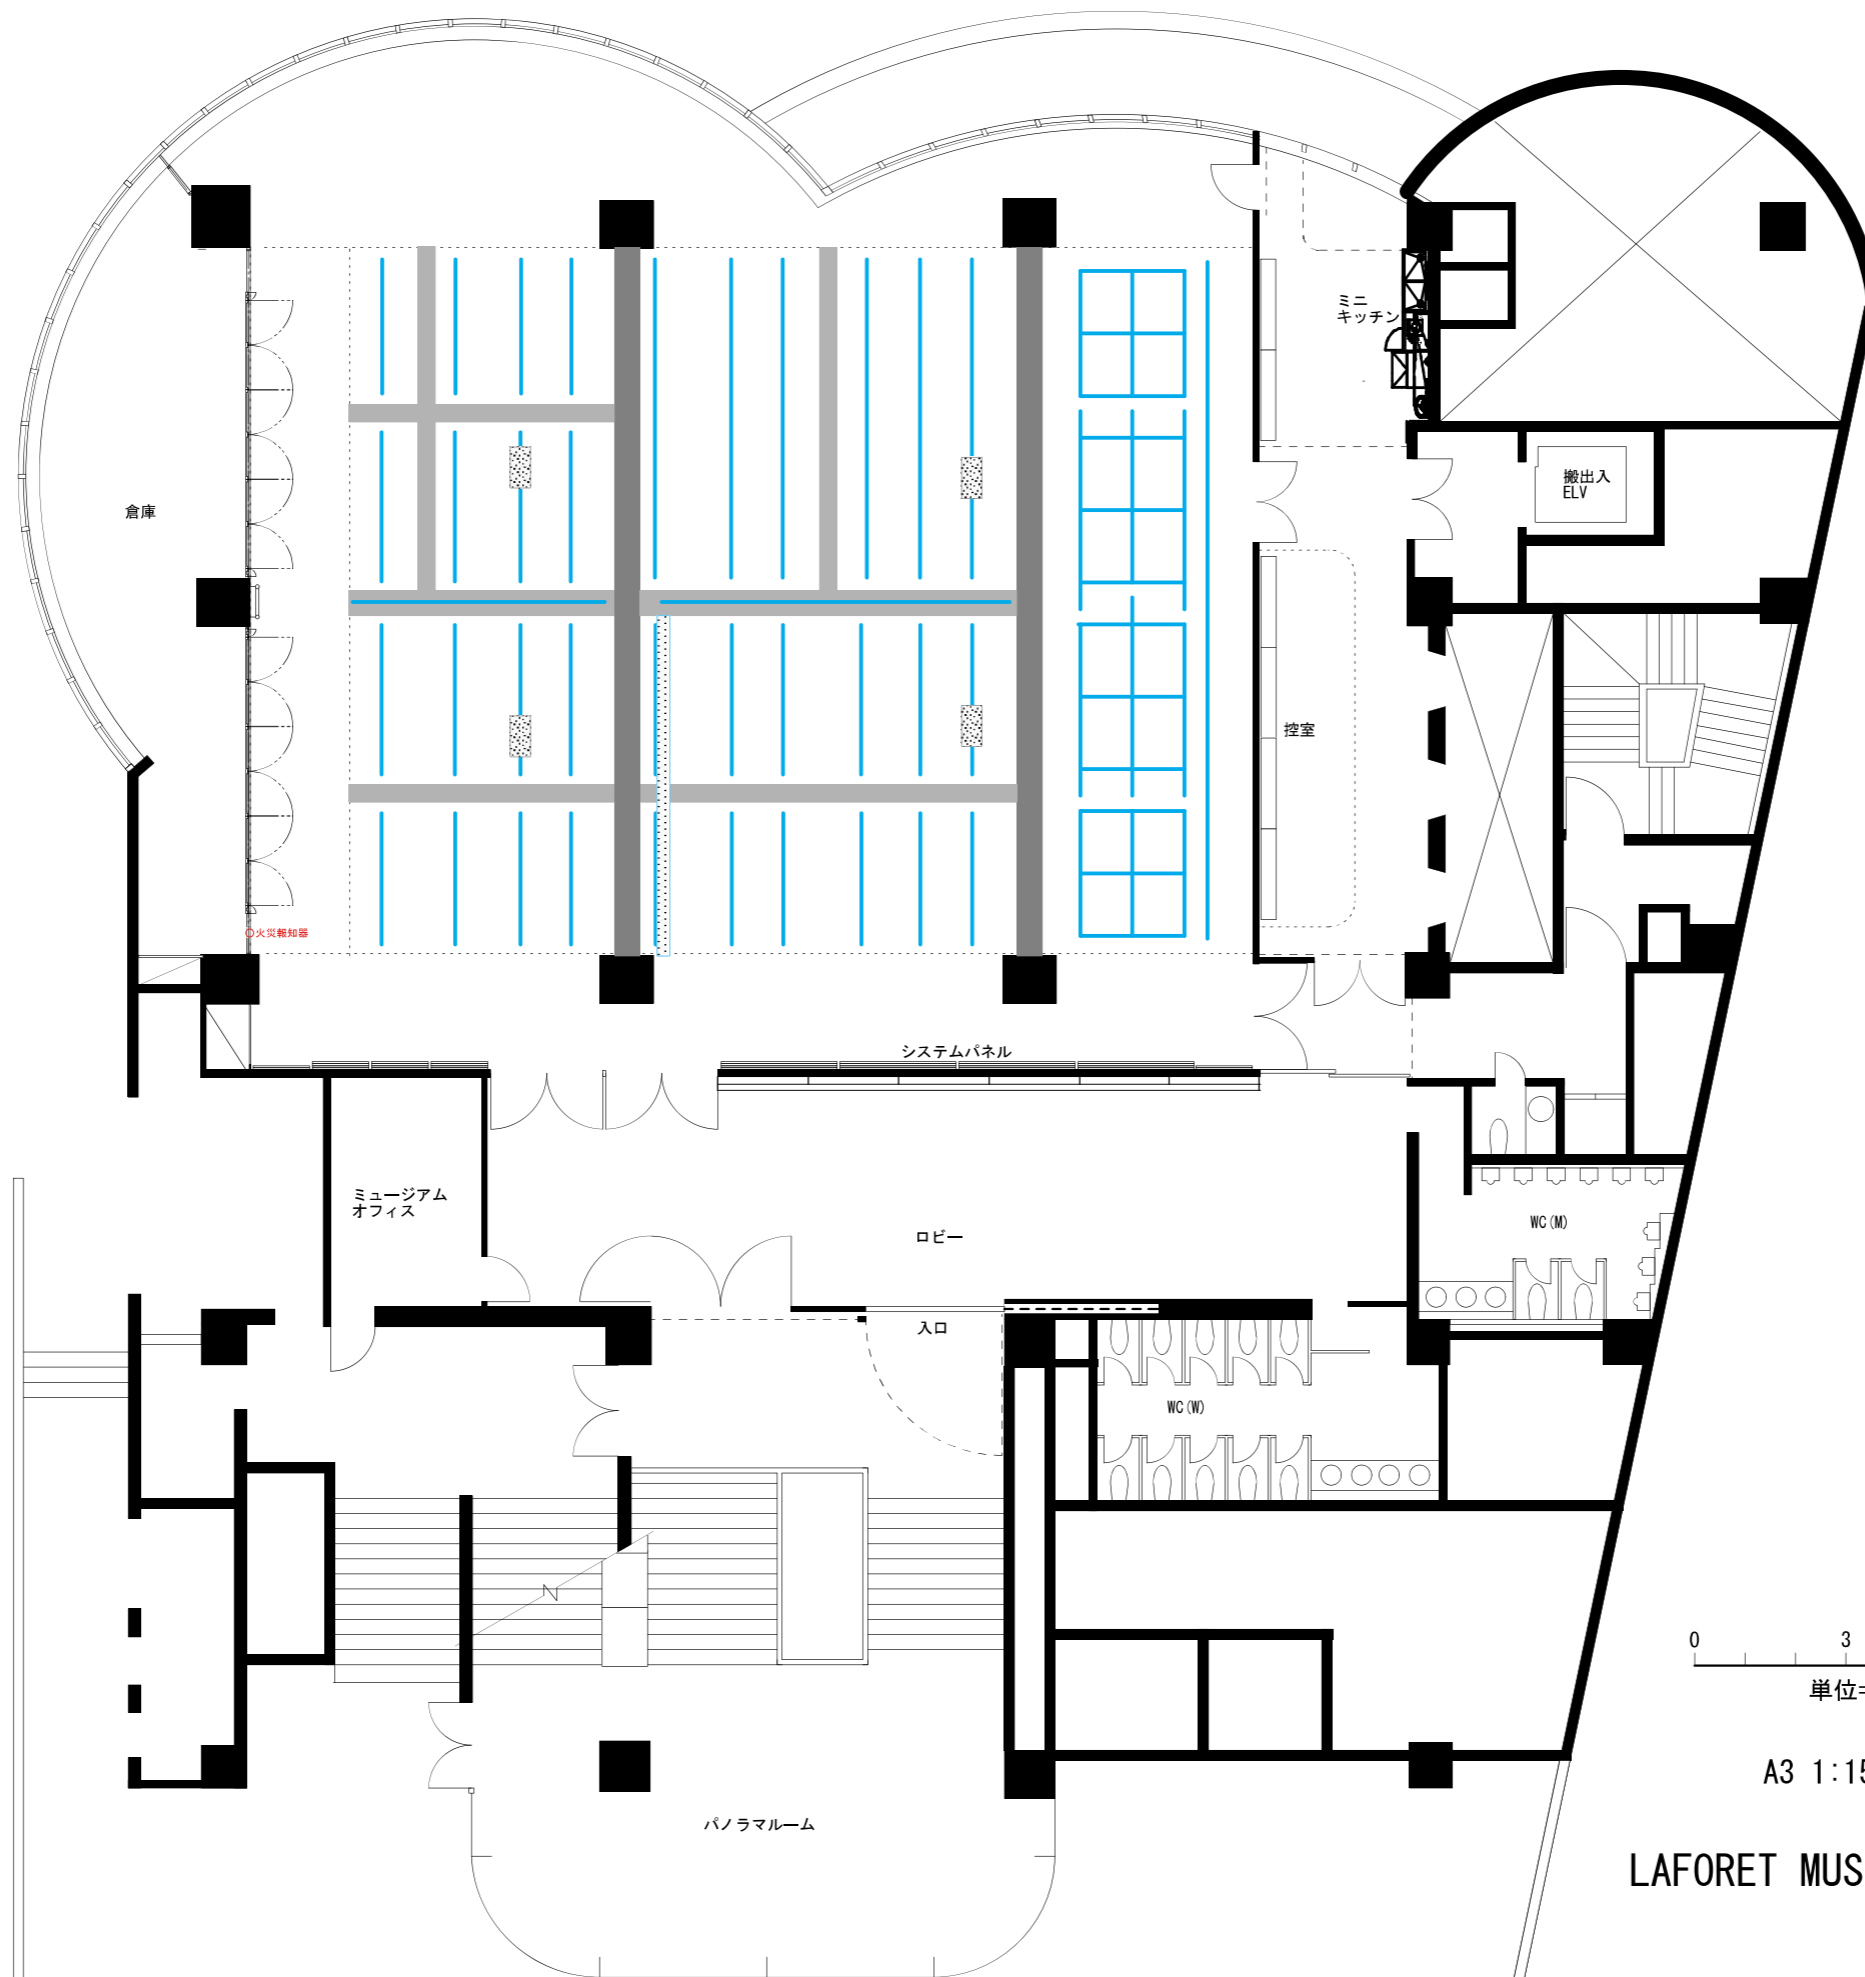 ミニ
キッチン
搬出入
ELV
倉庫
控室
〇火災報知器
システムパネル
ミュージアム
オフィス
ロビー
WC(M)
入口
WC(W)
N
0 3
単位=
A3 1:15
パノラマルーム
LAFORET MUS